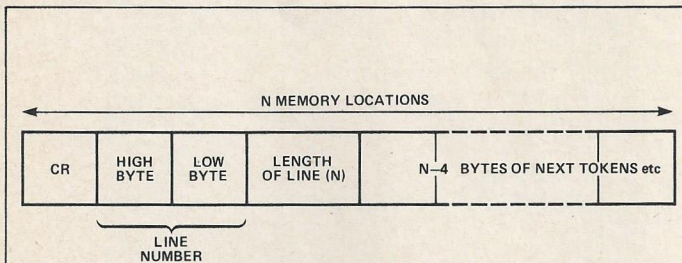 N MEMORY LOCATIONS
CR
HIGH
BYTE
LOW
BYTE
LENGTH
OF LINE (N)
N–4 BYTES OF NEXT TOKENS etc
LINE
NUMBER